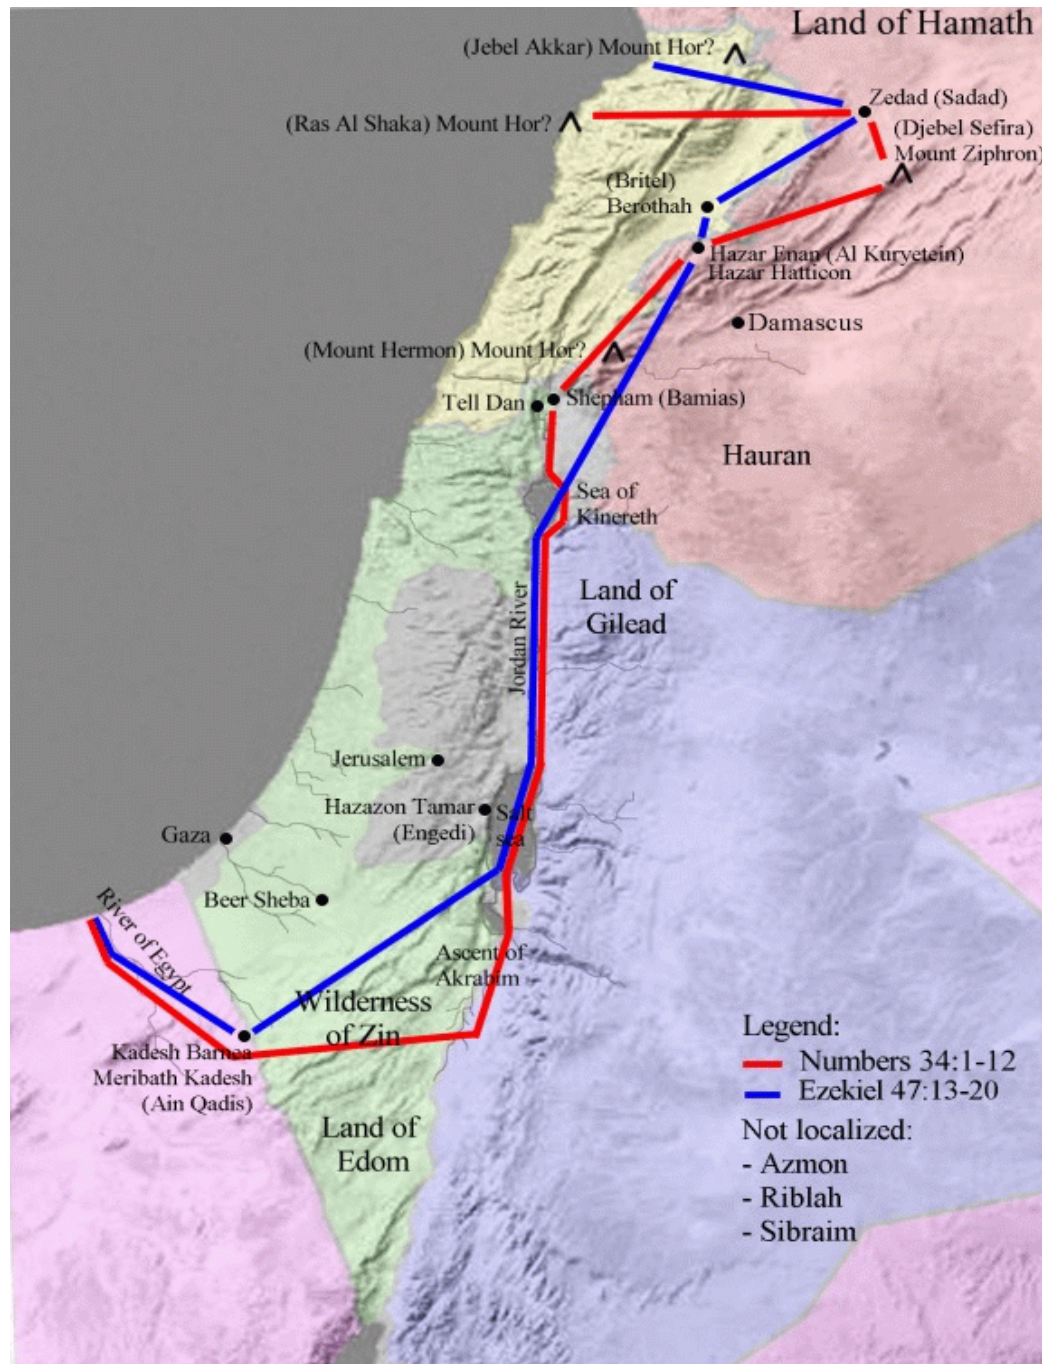 Land of Hamath
(Jebel Akkar) Mount Hor?
Zedad (Sadad)
(Ras Al Shaka) Mount Hor?
(Djebel Sefira)
Mount Ziphron)
(Britel)
Berothah
Hazar Enan (Al Kuryetein)
Hazar Hatticon
Damascus
(Mount Hermon) Mount Hor?
Tell Dan
Shepham (Bamias)
Hauran
Sea of
Kinereth
Land of
Gilead
Jordan River
Jerusalem
Hazazon Tamar
(Engedi)
Salt
sea
Gaza
Beer Sheba
River of Egypt
Ascent of
Akrabim
Wilderness
of Zin
Kadesh Barnea
Meribath Kadesh
(Ain Qadis)
Land of
Edom
Legend:
Numbers 34:1-12
Ezekiel 47:13-20
Not localized:
- Azmon
- Riblah
- Sibraim